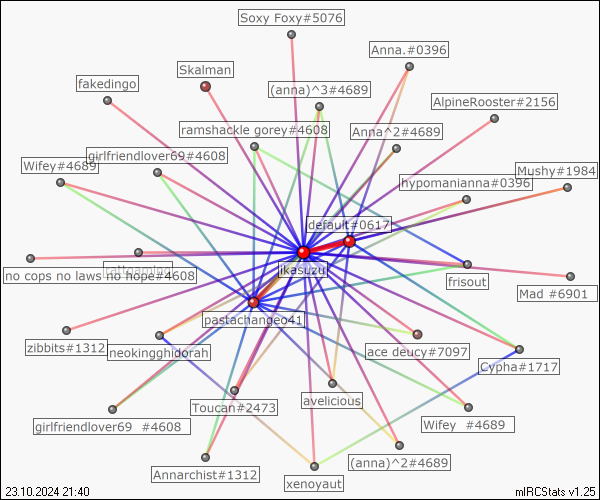 Soxy Foxy#5076
Anna.#0396
Skalman
fakedingo
(anna)^3#4689
AlpineRooster#2156
ramshackle gorey#4608
Anna^2#4689
girlfriendlover69#4608
Wifey#4689
Mushy#1984
hypomanianna#0396
default#0617
no cops no laws no hope#4608
ikasuzu
frisout
Mad #6901
pastachangeo41
zibbits#1312
neokingghidorah
ace deucy#7097
Cypha#1717
avelicious
Toucan#2473
girlfriendlover69 #4608
Wifey #4689
(anna)^2#4689
Annarchist#1312
xenoyaut
23.10.2024 21:40
mIRCStats v1.25